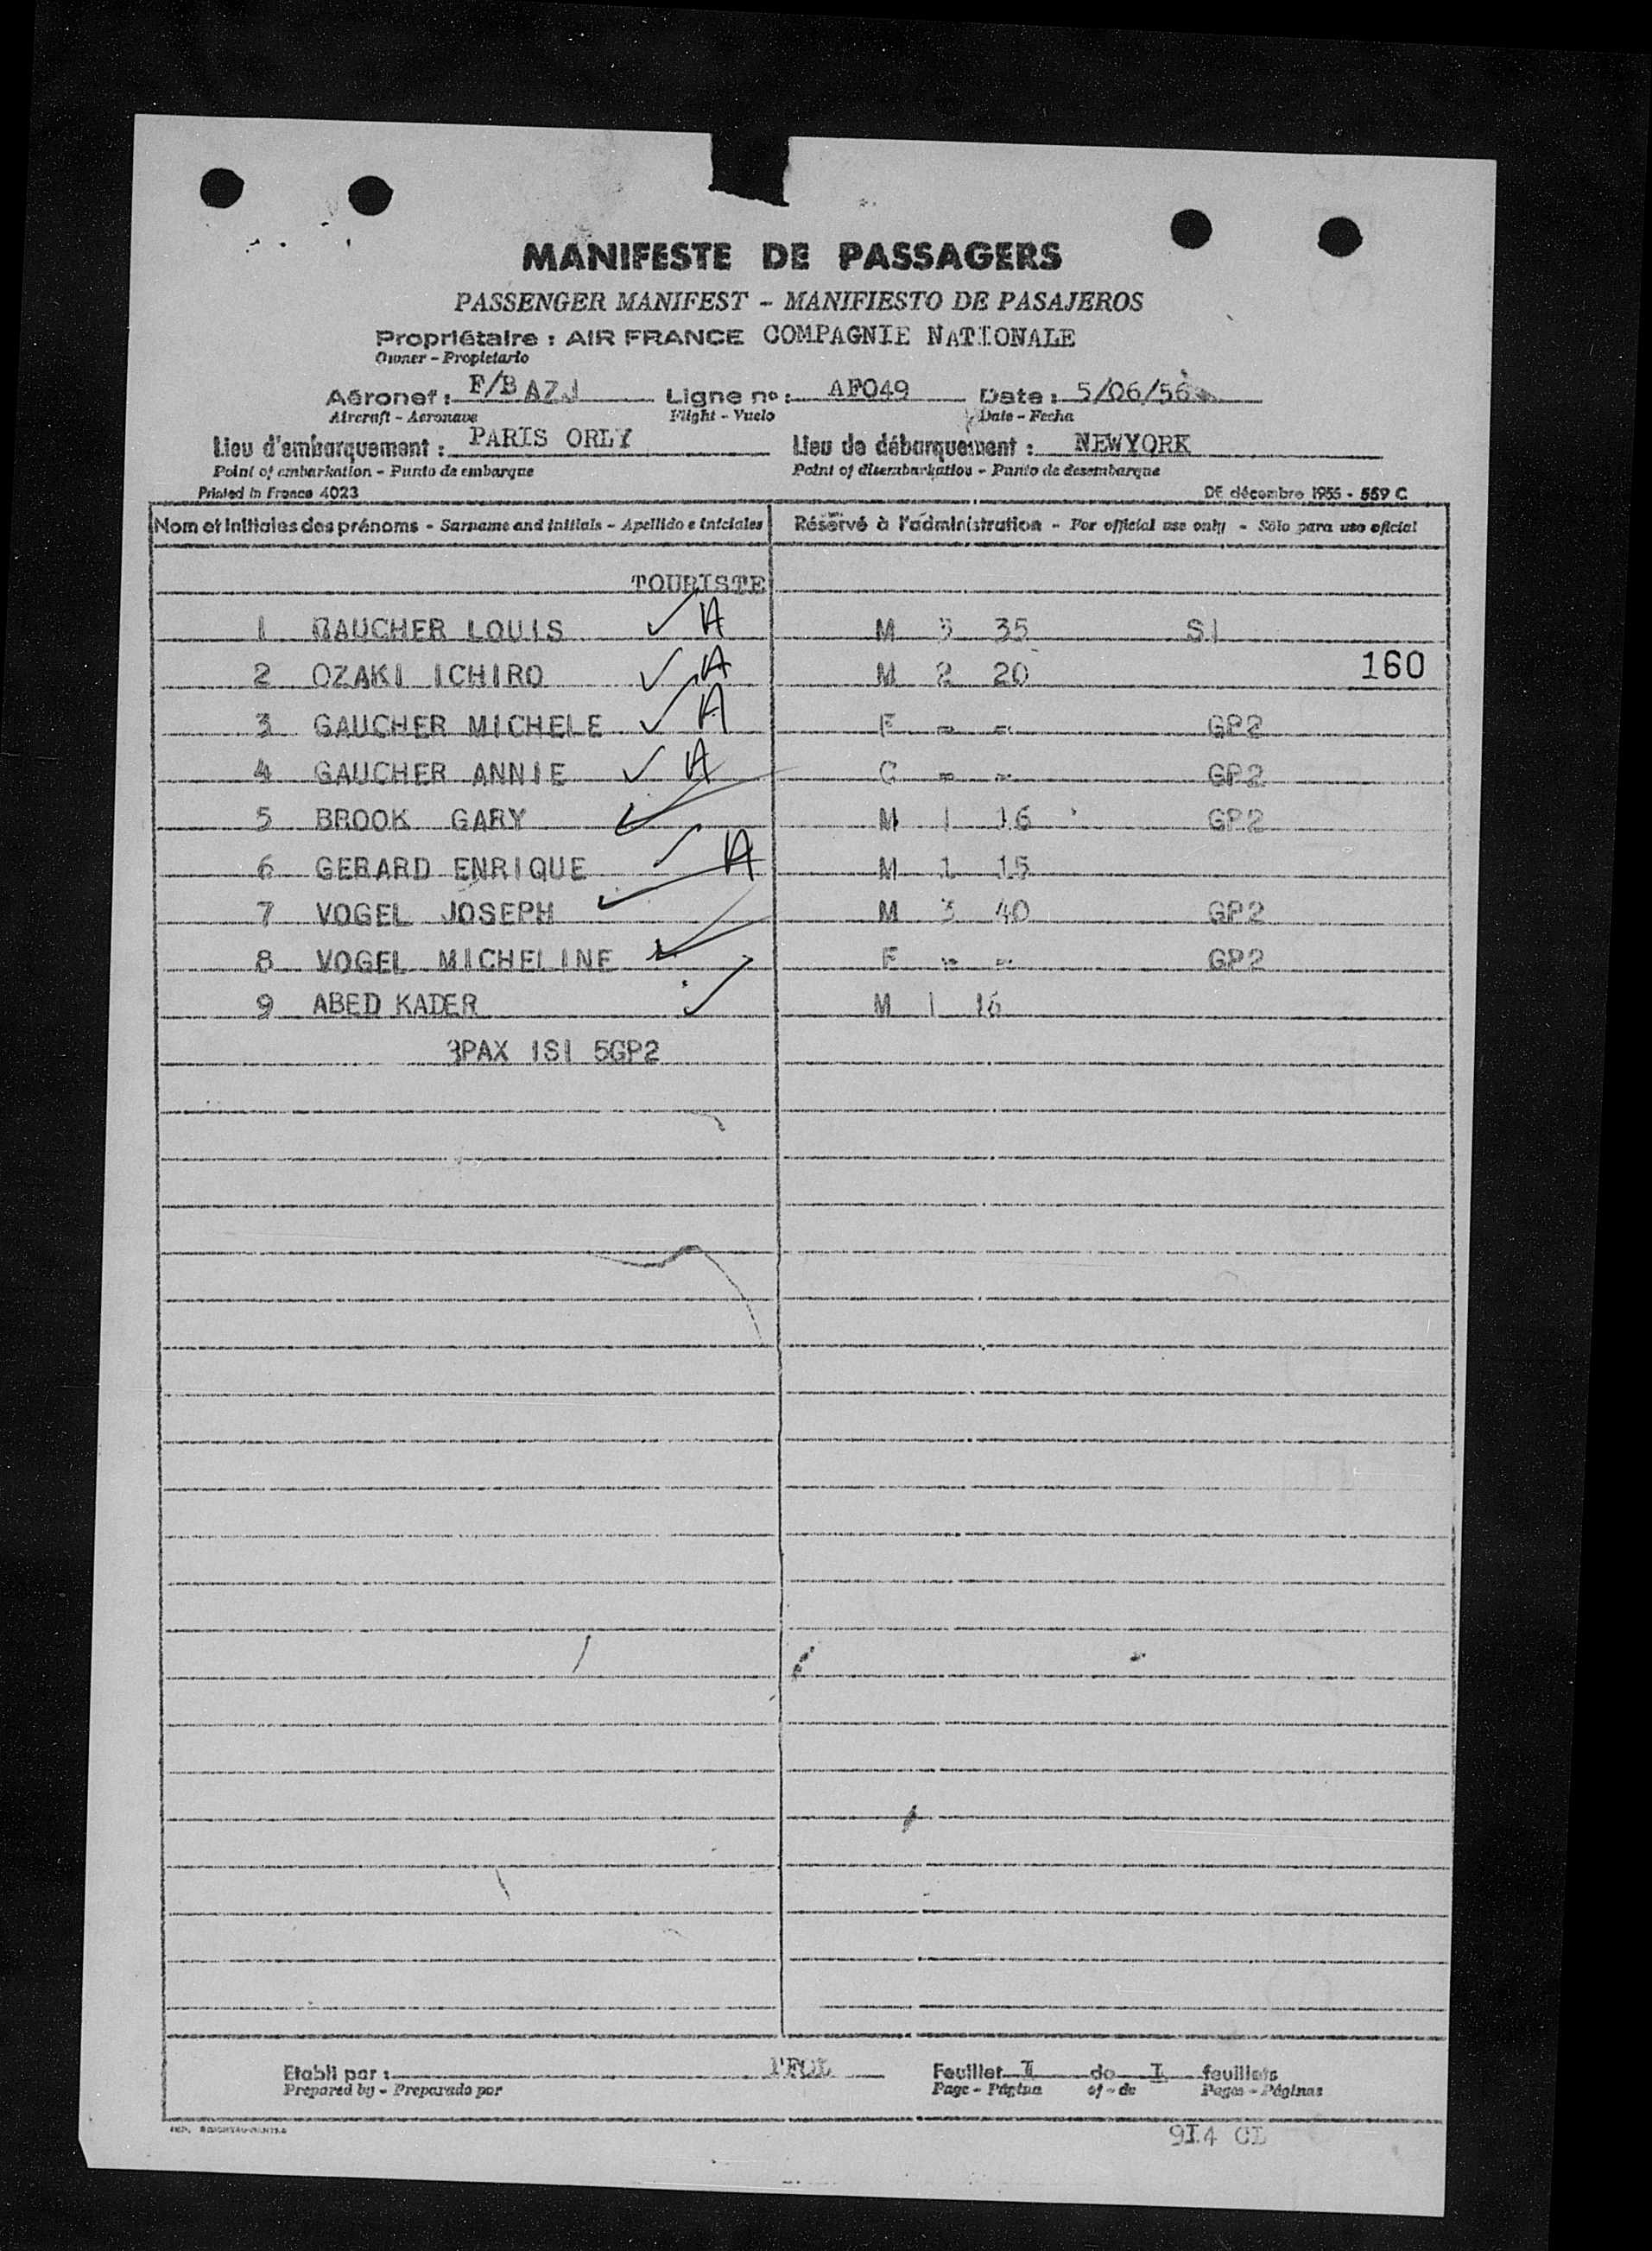 MANIFESTE DE PASSAGERS
PASSENGER MANIFEST – MANIFIESTO DE PASAJEROS
Propriétaire : AIR FRANCE COMPAGNIE NATIONALE
Owner – Propietario
Aéronef : F/BAZJ Ligne nº : AF049 Date : 5/06/56
Aircraft – Aeronave Flight – Vuelo Date – Fecha
Lieu d'embarquement : PARIS ORLY Lieu de débarquement : NEWYORK
Point of embarkation – Punto de embarque Point of disembarkation – Punto de desembarque
Printed in France 4023 DE décembre 1955 - 559 C
Nom et initiales des prénoms - Surname and initials - Apellido e iniciales Réservé à l'administration - For official use only - Sólo para uso oficial
TOURISTE
1 GAUCHER LOUIS ✓ A M 3 35 S1
2 OZAKI ICHIRO ✓ A M 2 20 160
3 GAUCHER MICHELE ✓ A F = = GP2
4 GAUCHER ANNIE ✓ A C = = GP2
5 BROOK GARY ✓ M 1 16 GP2
6 GERARD ENRIQUE ✓ A M 1 15
7 VOGEL JOSEPH ✓ M 3 40 GP2
8 VOGEL MICHELINE ✓ F = = GP2
9 ABED KADER ✓ M 1 16
3PAX 1S1 5GP2
Etabli par : Feuillet I de I feuillets
Prepared by – Preparado por Page – Página of – de Pages – Páginas
9I4 CL